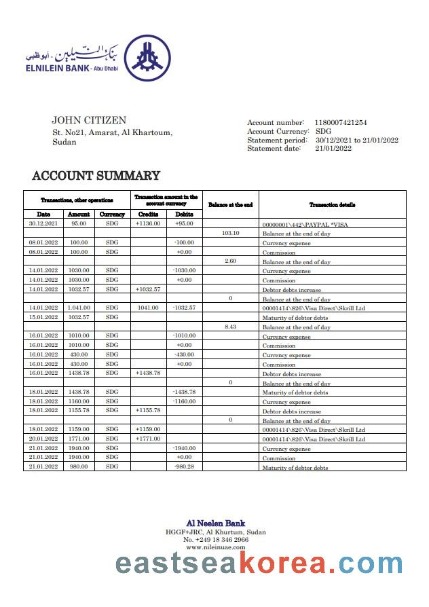 بنك النيلين - أبوظبي
ELNILEIN BANK - Abu Dhabi
JOHN CITIZEN
St. No21, Amarat, Al Khartoum,
Sudan
Account number: 1180007421254
Account Currency: SDG
Statement period: 30/12/2021 to 21/01/2022
Statement date: 21/01/2022
ACCOUNT SUMMARY
Transactions, other operations Transaction amount in the account currency Balance at the end Transaction details
Date Amount Currency Credits Debits
30.12.2021 95.00 SDG +1130.00 +95.00 00000001\442\PAYPAL *VISA
103.10 Balance at the end of day
08.01.2022 100.00 SDG -100.00 Currency expense
08.01.2022 100.00 SDG +0.00 Commission
2.60 Balance at the end of day
14.01.2022 1030.00 SDG -1030.00 Currency expense
14.01.2022 1030.00 SDG +0.00 Commission
14.01.2022 1032.57 SDG +1032.57 Debtor debts increase
0 Balance at the end of day
14.01.2022 1,041.00 SDG 1041.00 -1032.57 00001414\826\Visa Direct\Skrill Ltd
15.01.2022 1032.57 SDG Maturity of debtor debts
8.43 Balance at the end of day
16.01.2022 1010.00 SDG -1010.00 Currency expense
16.01.2022 1010.00 SDG +0.00 Commission
16.01.2022 430.00 SDG -430.00 Currency expense
16.01.2022 430.00 SDG +0.00 Commission
16.01.2022 1438.78 SDG +1438.78 Debtor debts increase
0 Balance at the end of day
18.01.2022 1438.78 SDG -1438.78 Maturity of debtor debts
18.01.2022 1160.00 SDG -1160.00 Currency expense
18.01.2022 1155.78 SDG +1155.78 Debtor debts increase
0 Balance at the end of day
18.01.2022 1159.00 SDG +1159.00 00001414\826\Visa Direct\Skrill Ltd
20.01.2022 1771.00 SDG +1771.00 00001414\826\Visa Direct\Skrill Ltd
21.01.2022 1940.00 SDG -1940.00 Currency expense
21.01.2022 1940.00 SDG +0.00 Commission
21.01.2022 980.00 SDG -980.28 Maturity of debtor debts
Al Neelen Bank
HGGF+JRC, Al Khurtum, Sudan
No. +249 18 346 2966
www.nileinuae.com
eastseakorea.com